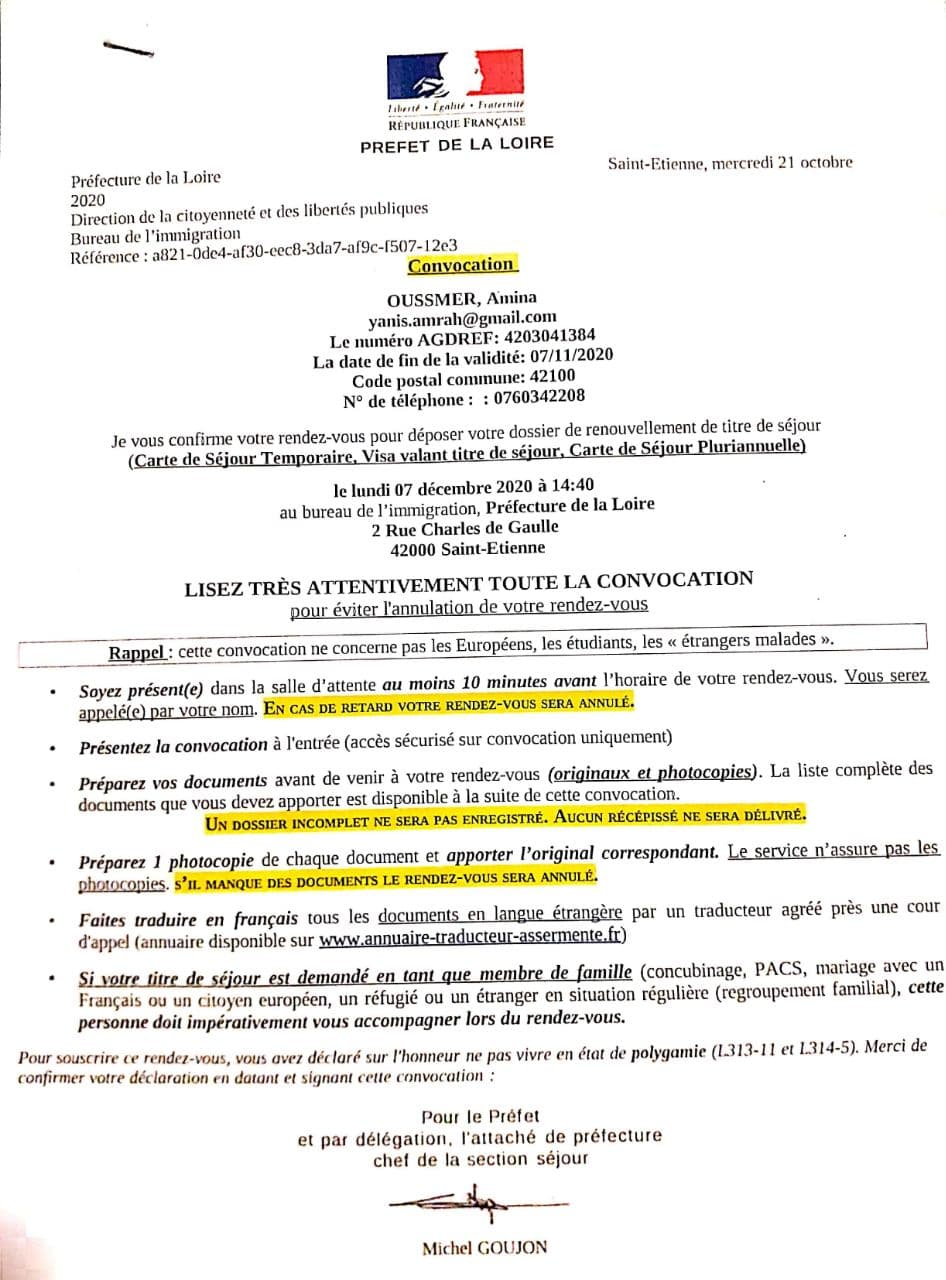 Liberté • Égalité • Fraternité
RÉPUBLIQUE FRANÇAISE
PREFET DE LA LOIRE
Saint-Etienne, mercredi 21 octobre
Préfecture de la Loire
2020
Direction de la citoyenneté et des libertés publiques
Bureau de l'immigration
Référence : a821-0de4-af30-eec8-3da7-af9c-f507-12e3
Convocation
OUSSMER, Amina
yanis.amrah@gmail.com
Le numéro AGDREF: 4203041384
La date de fin de la validité: 07/11/2020
Code postal commune: 42100
N° de téléphone : : 0760342208
Je vous confirme votre rendez-vous pour déposer votre dossier de renouvellement de titre de séjour
(Carte de Séjour Temporaire, Visa valant titre de séjour, Carte de Séjour Pluriannuelle)
le lundi 07 décembre 2020 à 14:40
au bureau de l'immigration, Préfecture de la Loire
2 Rue Charles de Gaulle
42000 Saint-Etienne
LISEZ TRÈS ATTENTIVEMENT TOUTE LA CONVOCATION
pour éviter l'annulation de votre rendez-vous
Rappel : cette convocation ne concerne pas les Européens, les étudiants, les « étrangers malades ».
• Soyez présent(e) dans la salle d'attente au moins 10 minutes avant l'horaire de votre rendez-vous. Vous serez
appelé(e) par votre nom. EN CAS DE RETARD VOTRE RENDEZ-VOUS SERA ANNULÉ.
• Présentez la convocation à l'entrée (accès sécurisé sur convocation uniquement)
• Préparez vos documents avant de venir à votre rendez-vous (originaux et photocopies). La liste complète des
documents que vous devez apporter est disponible à la suite de cette convocation.
UN DOSSIER INCOMPLET NE SERA PAS ENREGISTRÉ. AUCUN RÉCÉPISSÉ NE SERA DÉLIVRÉ.
• Préparez 1 photocopie de chaque document et apporter l'original correspondant. Le service n'assure pas les
photocopies. S'IL MANQUE DES DOCUMENTS LE RENDEZ-VOUS SERA ANNULÉ.
• Faites traduire en français tous les documents en langue étrangère par un traducteur agréé près une cour
d'appel (annuaire disponible sur www.annuaire-traducteur-assermente.fr)
• Si votre titre de séjour est demandé en tant que membre de famille (concubinage, PACS, mariage avec un
Français ou un citoyen européen, un réfugié ou un étranger en situation régulière (regroupement familial), cette
personne doit impérativement vous accompagner lors du rendez-vous.
Pour souscrire ce rendez-vous, vous avez déclaré sur l'honneur ne pas vivre en état de polygamie (L313-11 et L314-5). Merci de
confirmer votre déclaration en datant et signant cette convocation :
Pour le Préfet
et par délégation, l'attaché de préfecture
chef de la section séjour
Michel GOUJON